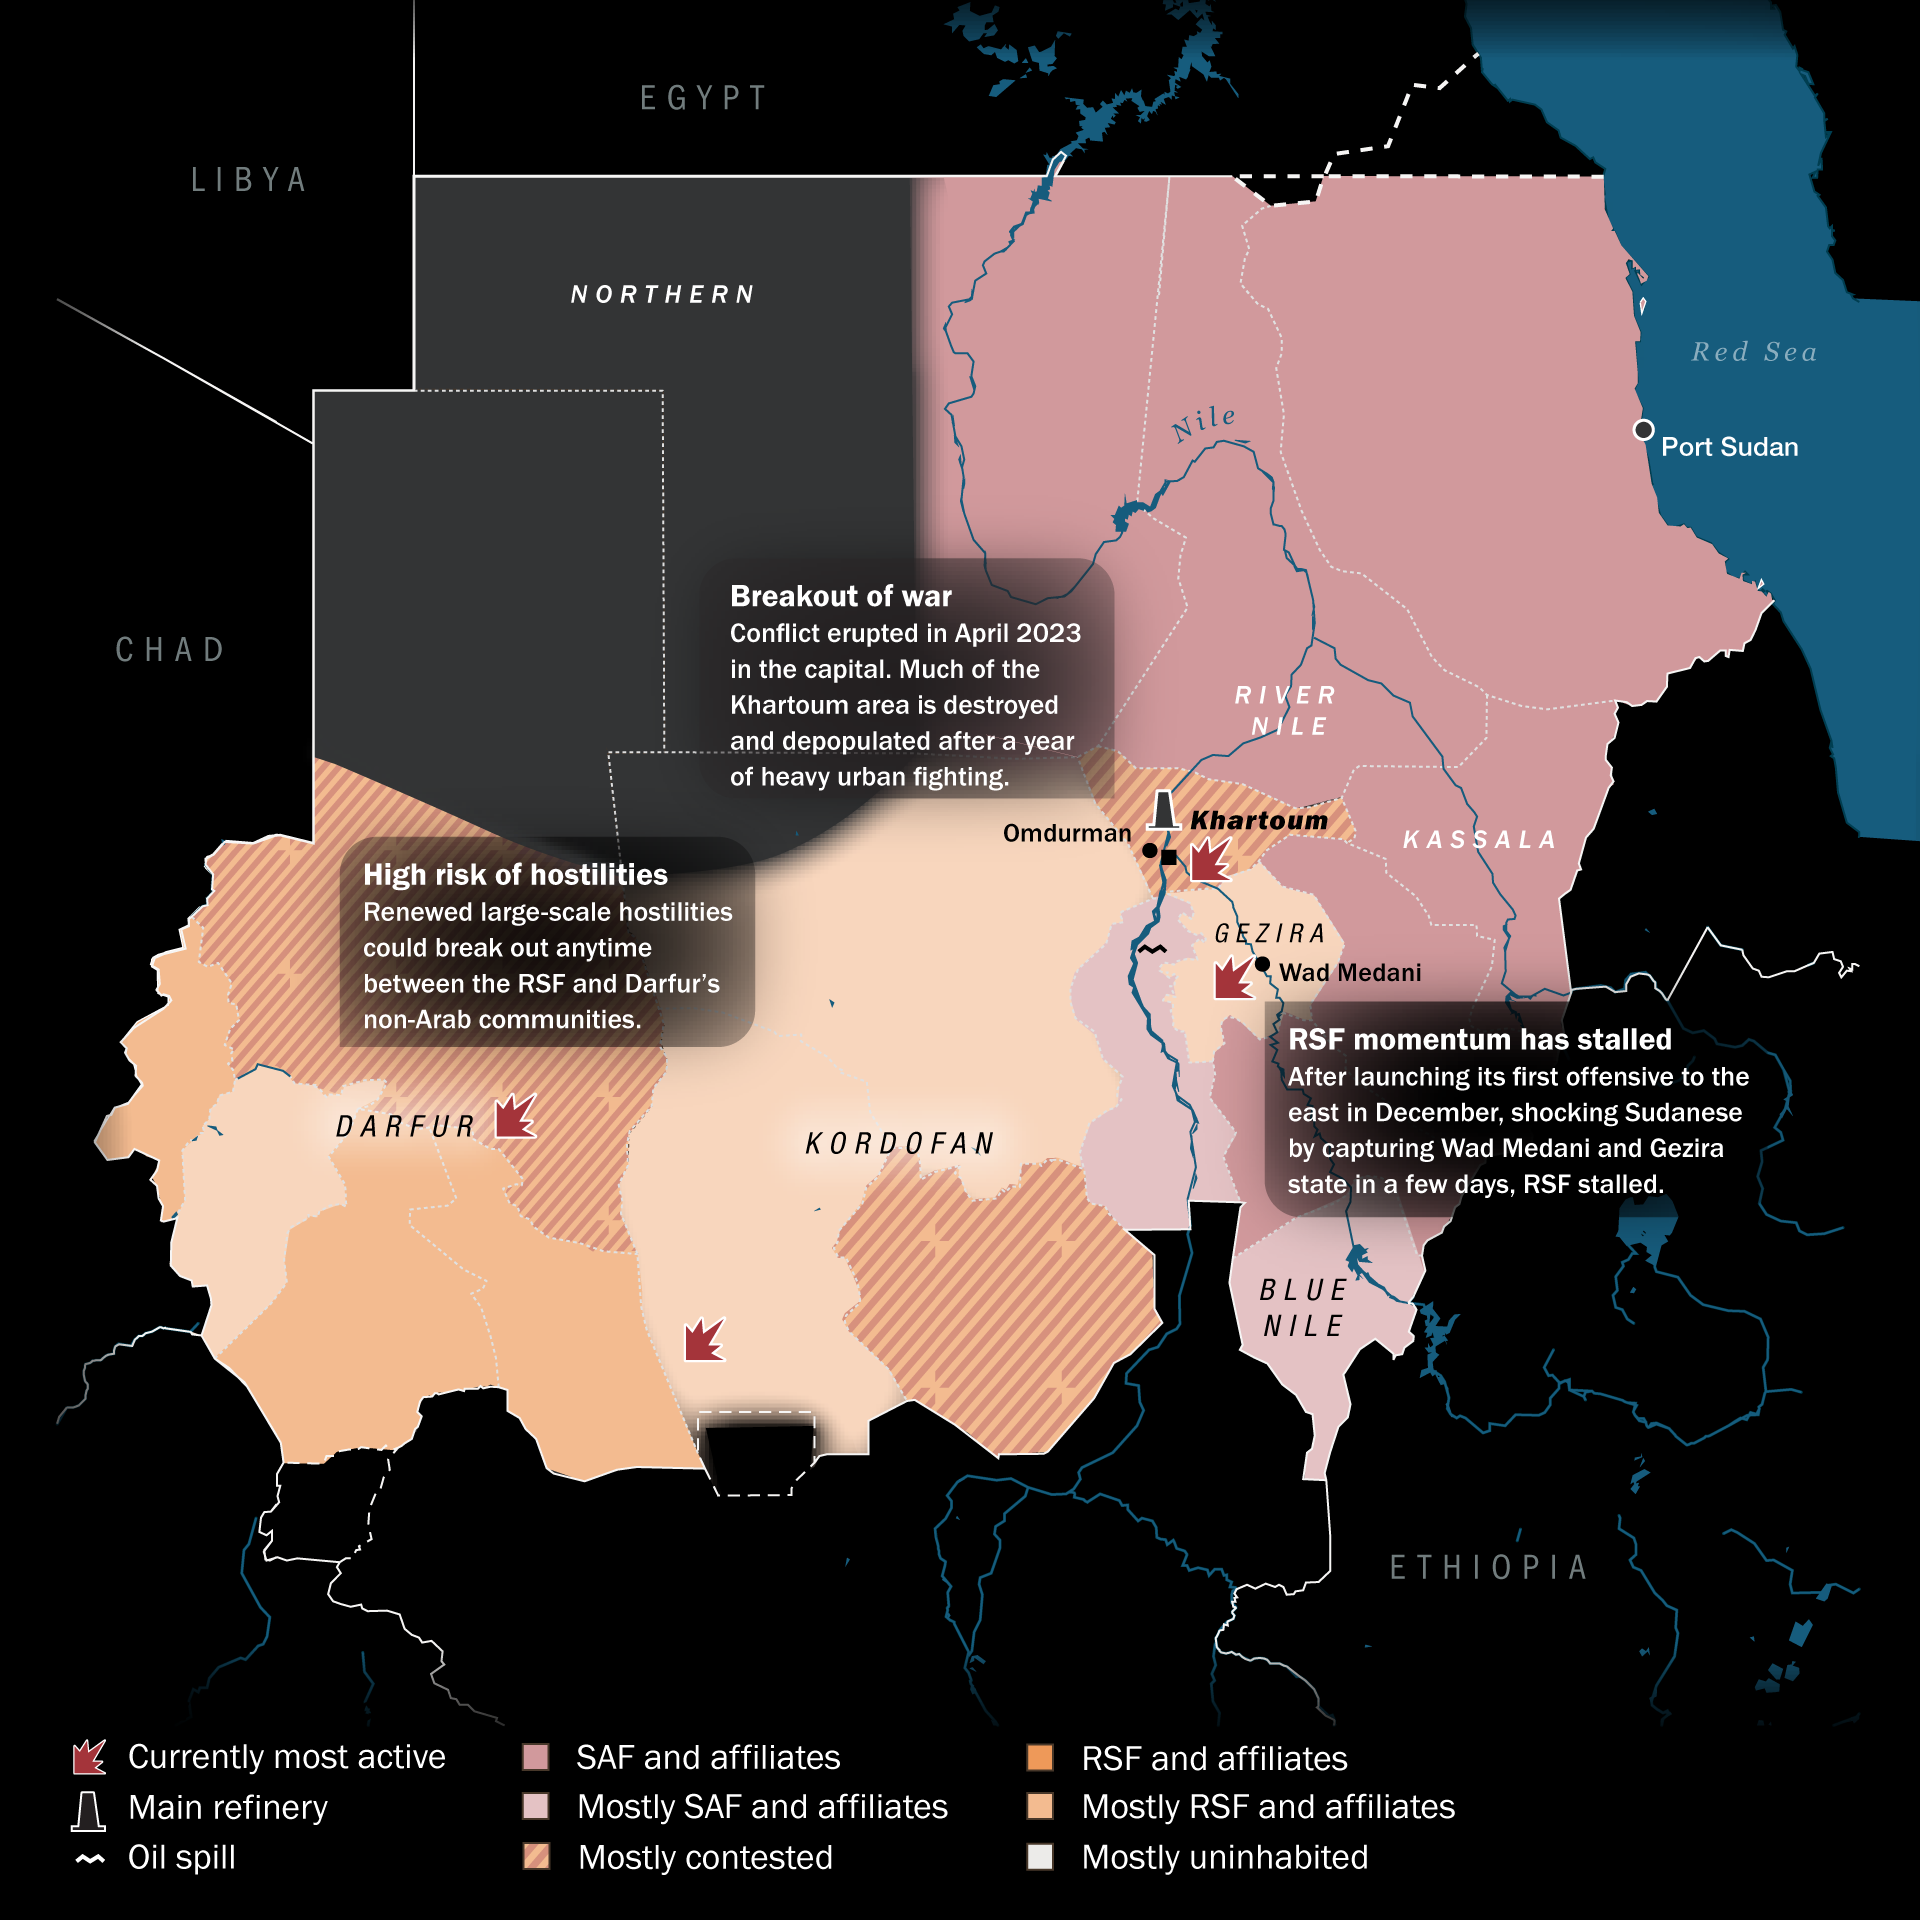 EGYPT
LIBYA
NORTHERN
Red Sea
Nile
Port Sudan
CHAD
Breakout of war
Conflict erupted in April 2023
in the capital. Much of the
Khartoum area is destroyed
and depopulated after a year
of heavy urban fighting.
RIVER
NILE
Khartoum
Omdurman
KASSALA
High risk of hostilities
Renewed large-scale hostilities
could break out anytime
between the RSF and Darfur’s
non-Arab communities.
GEZIRA
Wad Medani
RSF momentum has stalled
After launching its first offensive to the
east in December, shocking Sudanese
by capturing Wad Medani and Gezira
state in a few days, RSF stalled.
DARFUR
KORDOFAN
BLUE
NILE
ETHIOPIA
Currently most active
Main refinery
Oil spill
SAF and affiliates
Mostly SAF and affiliates
Mostly contested
RSF and affiliates
Mostly RSF and affiliates
Mostly uninhabited